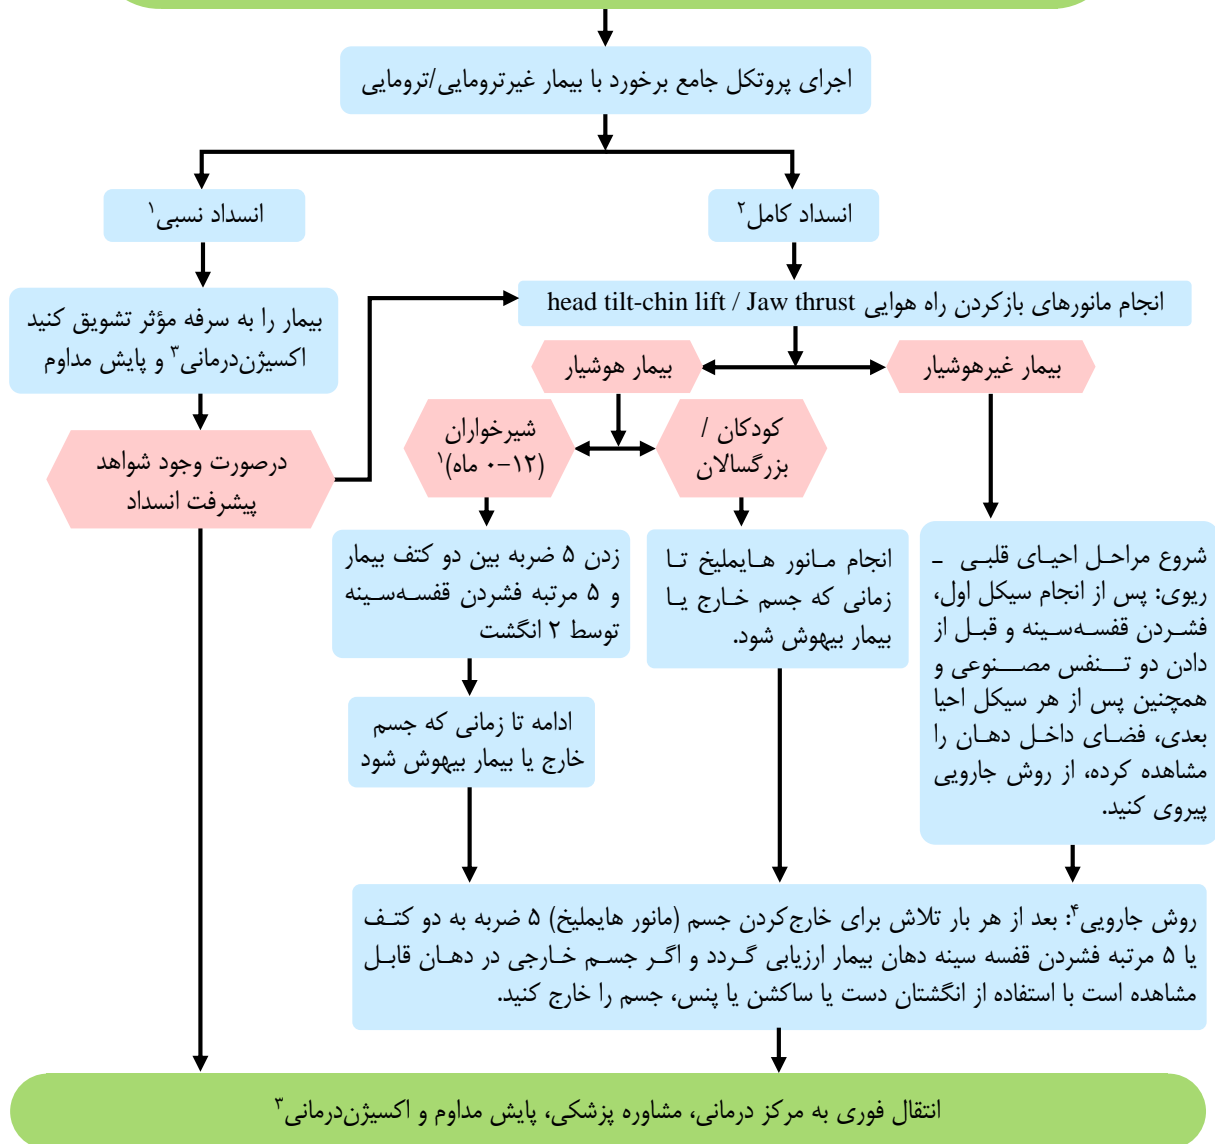 اجرای پروتکل جامع برخورد با بیمار غیرترومایی/ترومایی
انسداد کامل۲
انسداد نسبی۱
انجام مانورهای بازکردن راه هوایی head tilt-chin lift / Jaw thrust
بیمار را به سرفه مؤثر تشویق کنید
اکسیژن‌درمانی۳ و پایش مداوم
بیمار غیرهوشیار
بیمار هوشیار
کودکان /
بزرگسالان
شیرخواران
(۱۲-۰ ماه)۱
درصورت وجود شواهد
پیشرفت انسداد
شروع مراحل احیای قلبی ـ
ریوی: پس از انجام سیکل اول،
فشردن قفسه‌سینه و قبل از
دادن دو تنفس مصنوعی و
همچنین پس از هر سیکل احیا
بعدی، فضای داخل دهان را
مشاهده کرده، از روش جارویی
پیروی کنید.
انجام مانور هایملیخ تا
زمانی که جسم خارج یا
بیمار بیهوش شود.
زدن ۵ ضربه بین دو کتف بیمار
و ۵ مرتبه فشردن قفسه‌سینه
توسط ۲ انگشت
ادامه تا زمانی که جسم
خارج یا بیمار بیهوش شود
روش جارویی۴: بعد از هر بار تلاش برای خارج‌کردن جسم (مانور هایملیخ) ۵ ضربه به دو کتف
یا ۵ مرتبه فشردن قفسه سینه دهان بیمار ارزیابی گردد و اگر جسم خارجی در دهان قابل
مشاهده است با استفاده از انگشتان دست یا ساکشن یا پنس، جسم را خارج کنید.
انتقال فوری به مرکز درمانی، مشاوره پزشکی، پایش مداوم و اکسیژن‌درمانی۳